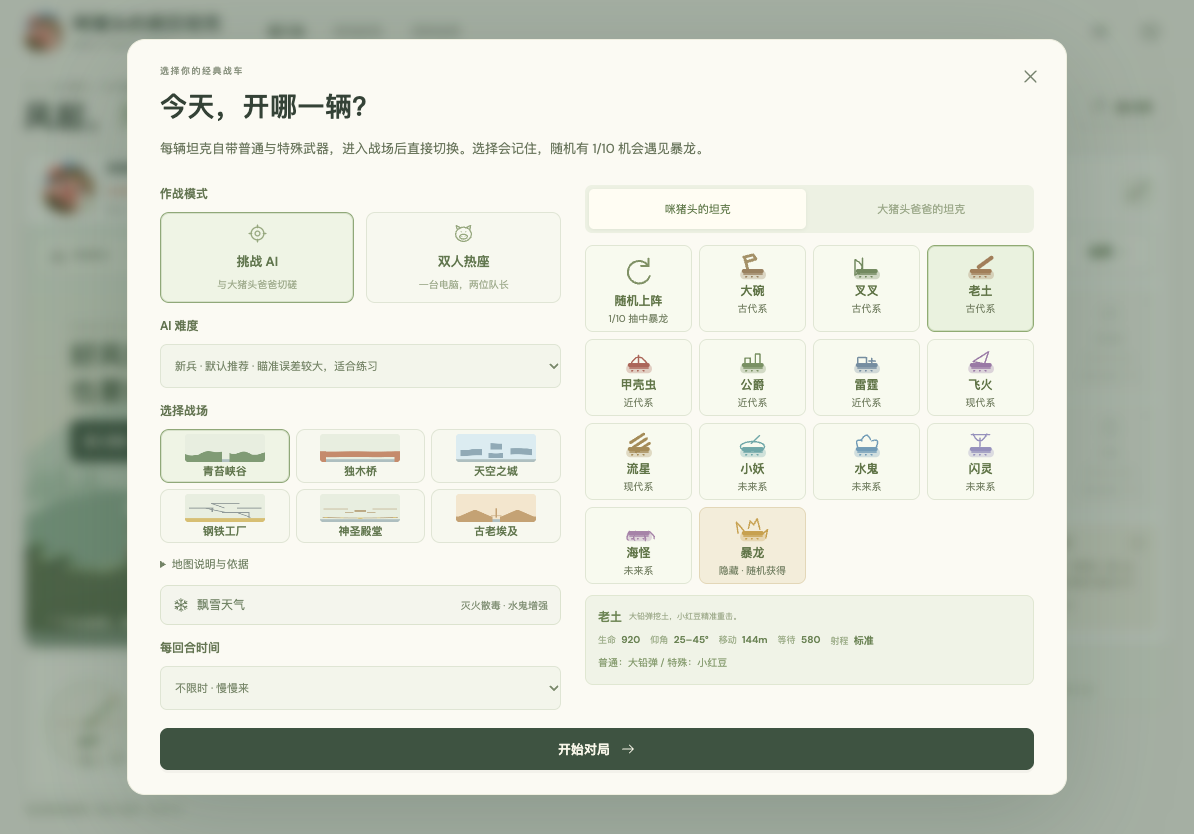 选择你的经典战车
今天，开哪一辆？
每辆坦克自带普通与特殊武器，进入战场后直接切换。选择会记住，随机有 1/10 机会遇见暴龙。
作战模式
挑战 AI
与大猪头爸爸切磋
双人热座
一台电脑，两位队长
AI 难度
新兵 · 默认推荐 · 瞄准误差较大，适合练习
选择战场
青苔峡谷
独木桥
天空之城
钢铁工厂
神圣殿堂
古老埃及
地图说明与依据
飘雪天气
灭火散毒 · 水鬼增强
每回合时间
不限时 · 慢慢来
咪猪头的坦克
大猪头爸爸的坦克
随机上阵
1/10 抽中暴龙
大碗
古代系
叉叉
古代系
老土
古代系
甲壳虫
近代系
公爵
近代系
雷霆
近代系
飞火
现代系
流星
现代系
小妖
未来系
水鬼
未来系
闪灵
未来系
海怪
未来系
暴龙
隐藏 · 随机获得
老土 大铅弹挖土，小红豆精准重击。
生命 920 仰角 25–45° 移动 144m 等待 580 射程 标准
普通：大铅弹 / 特殊：小红豆
开始对局